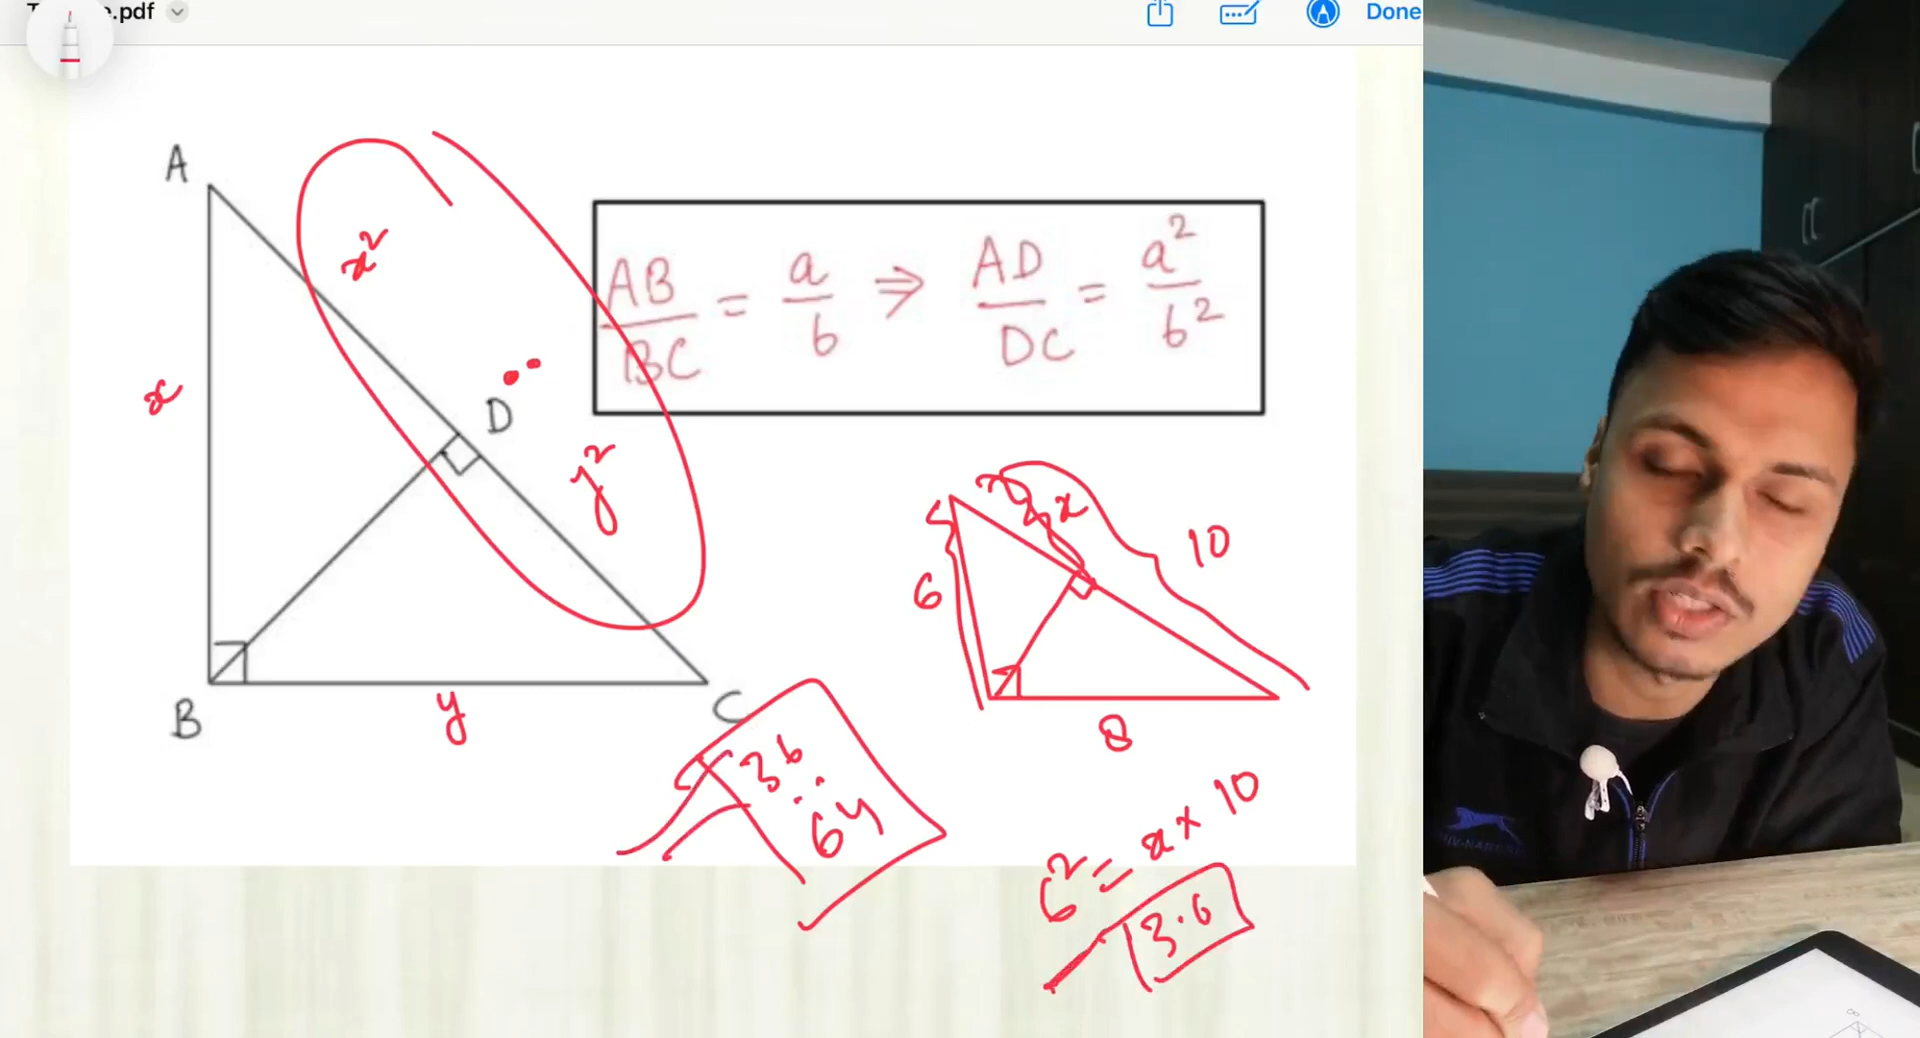 .pdf
Done
A
x²
AB/BC = a/b ⇒ AD/DC = a²/b²
x
D
y²
x
10
6
B
y
C
8
36
:
64
6² = x × 10
3.6